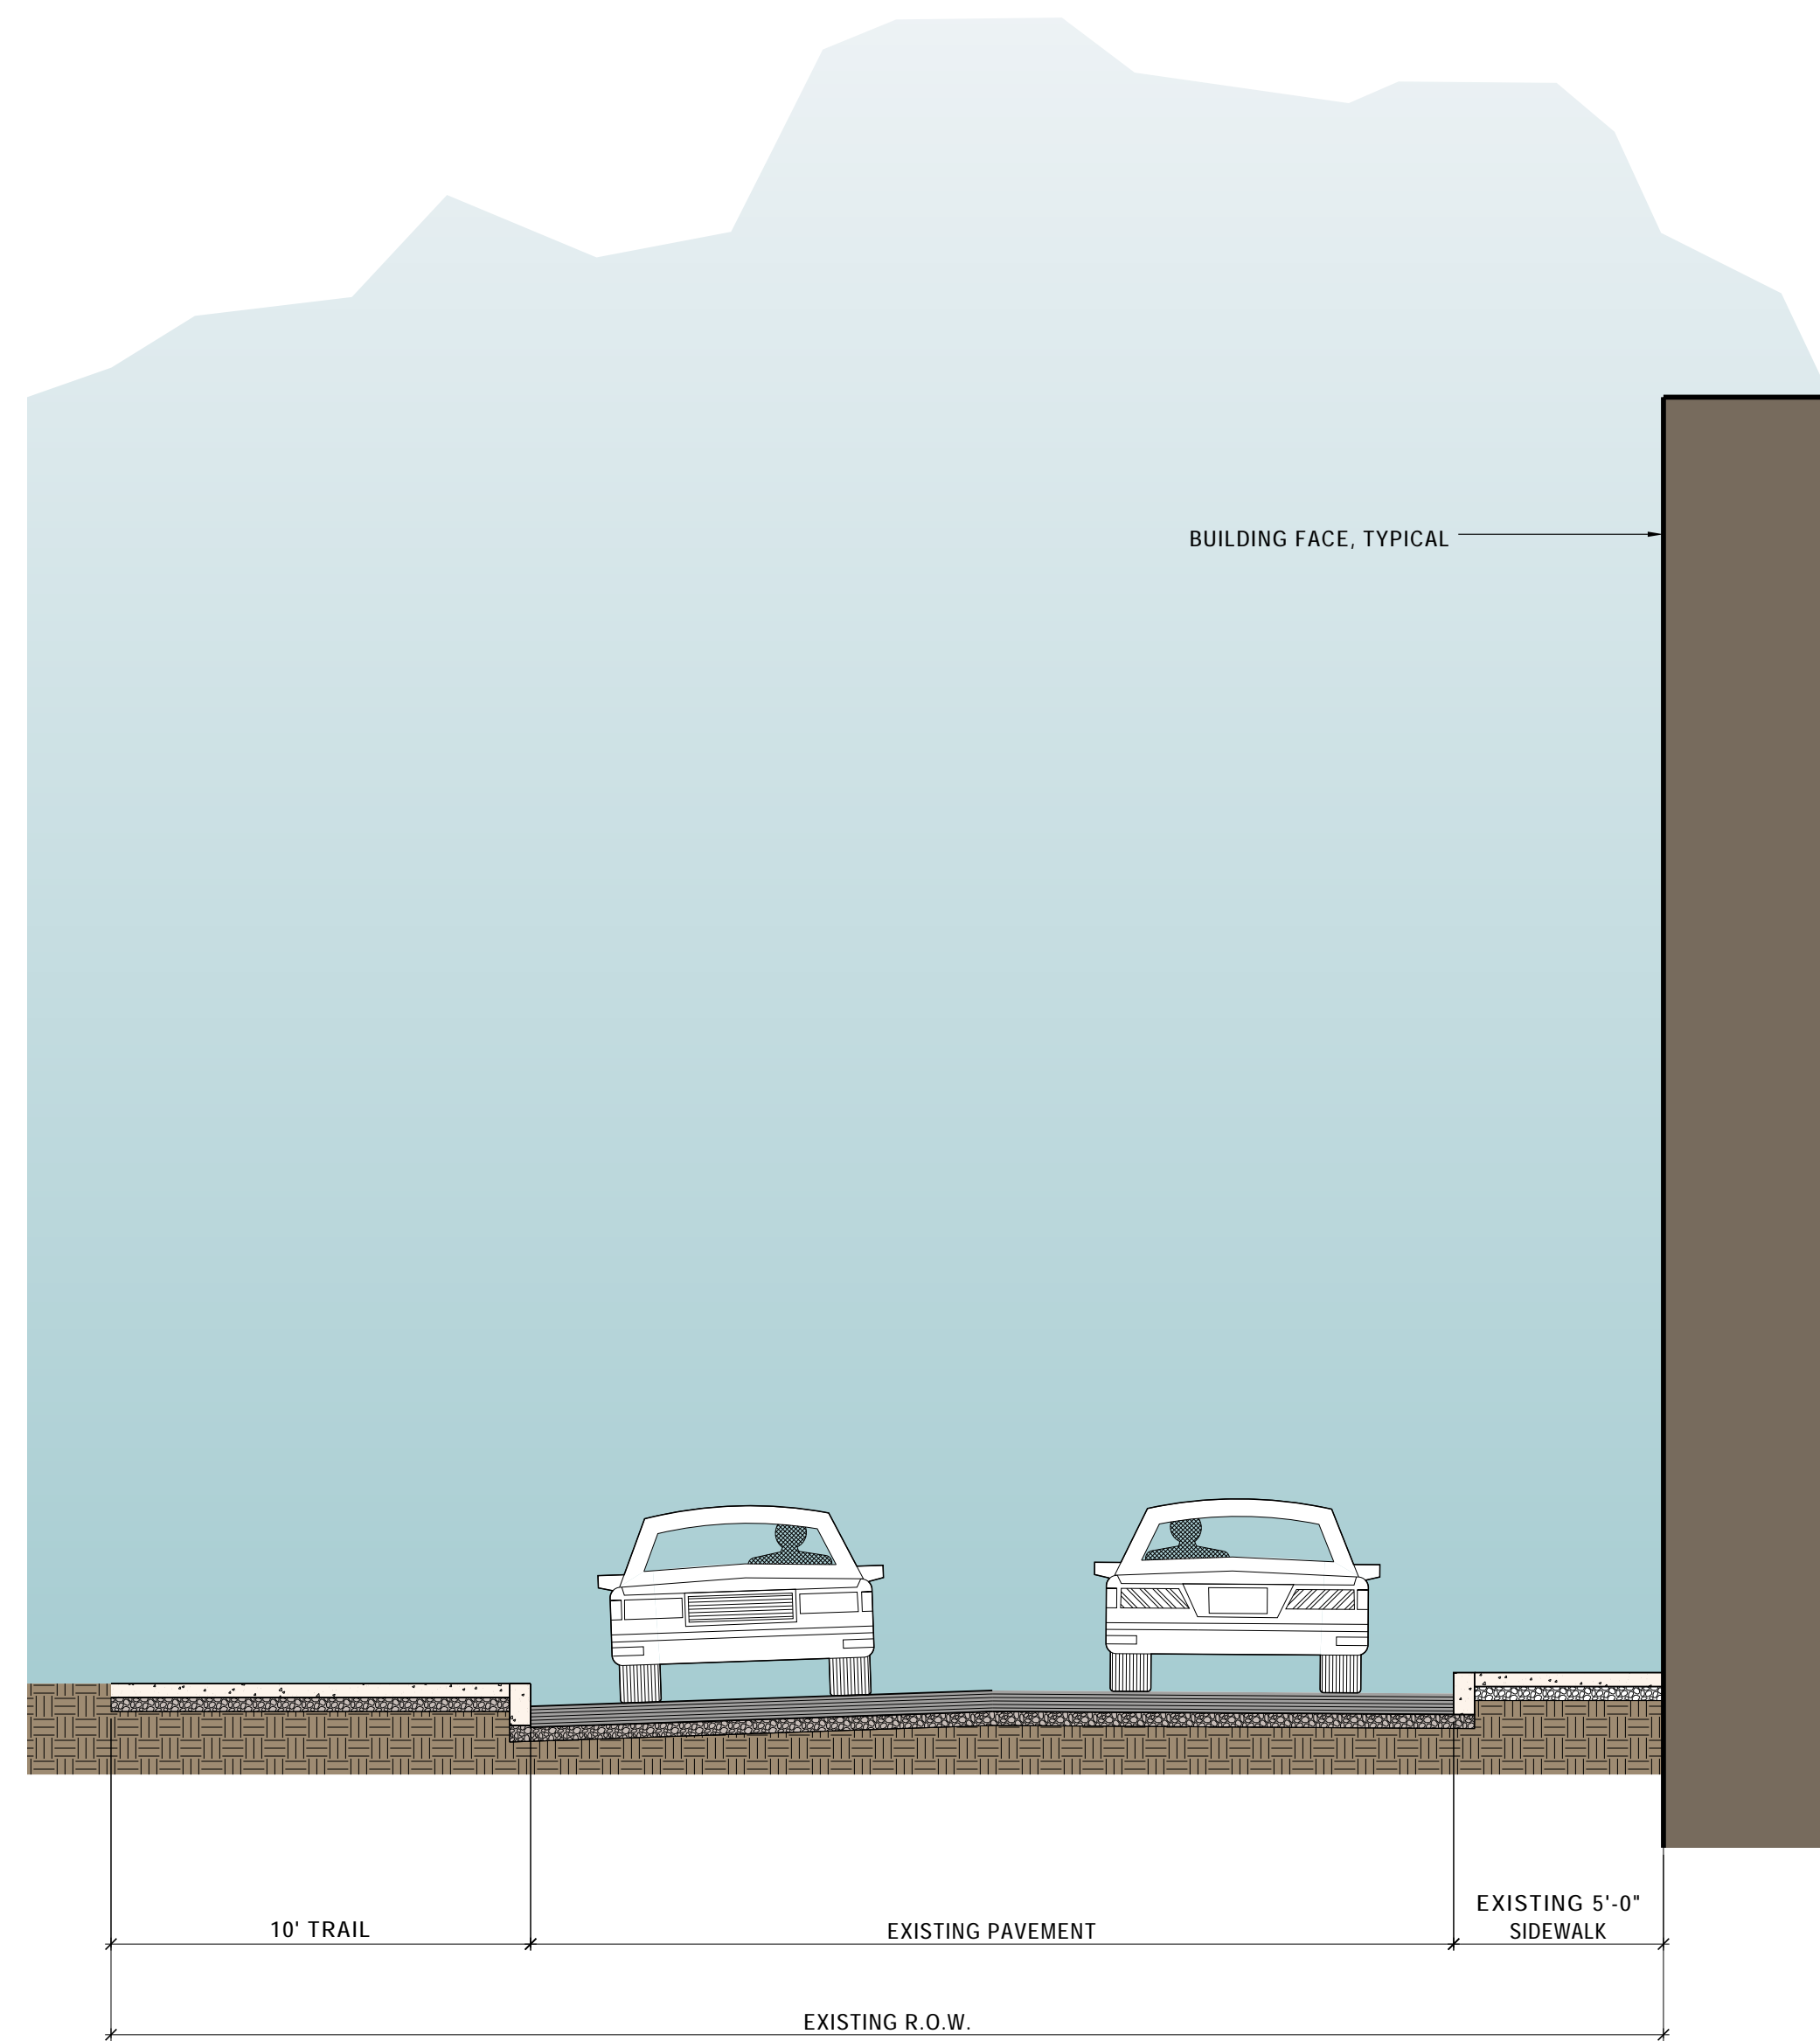 BUILDING FACE, TYPICAL
10' TRAIL
EXISTING PAVEMENT
EXISTING 5'-0"
SIDEWALK
EXISTING R.O.W.